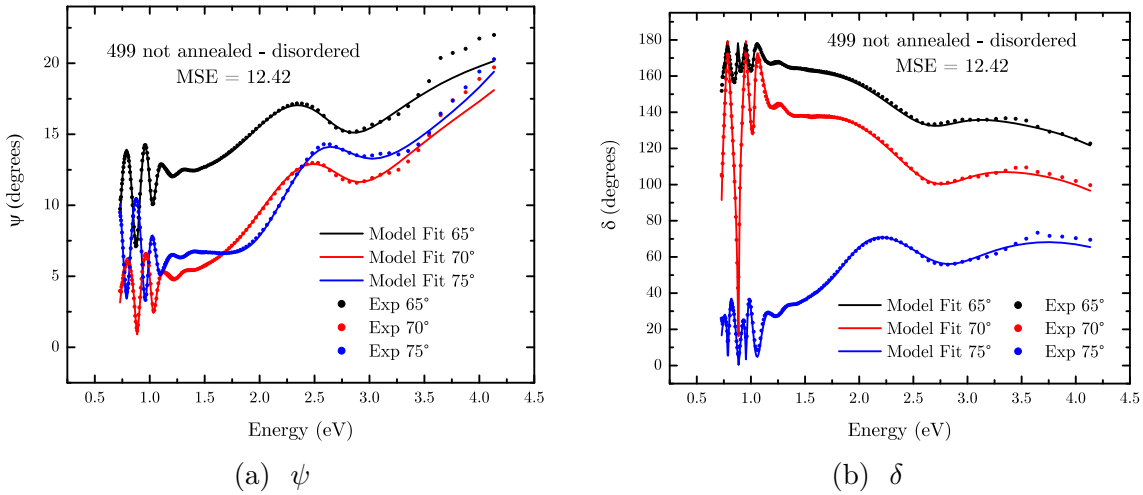 499 not annealed - disordered
MSE = 12.42
ψ (degrees)
20
15
10
5
0
Model Fit 65°
Model Fit 70°
Model Fit 75°
Exp 65°
Exp 70°
Exp 75°
0.5 1.0 1.5 2.0 2.5 3.0 3.5 4.0 4.5
Energy (eV)
(a) ψ
499 not annealed - disordered
MSE = 12.42
δ (degrees)
180
160
140
120
100
80
60
40
20
0
Model Fit 65° Exp 65°
Model Fit 70° Exp 70°
Model Fit 75° Exp 75°
0.5 1.0 1.5 2.0 2.5 3.0 3.5 4.0 4.5
Energy (eV)
(b) δ